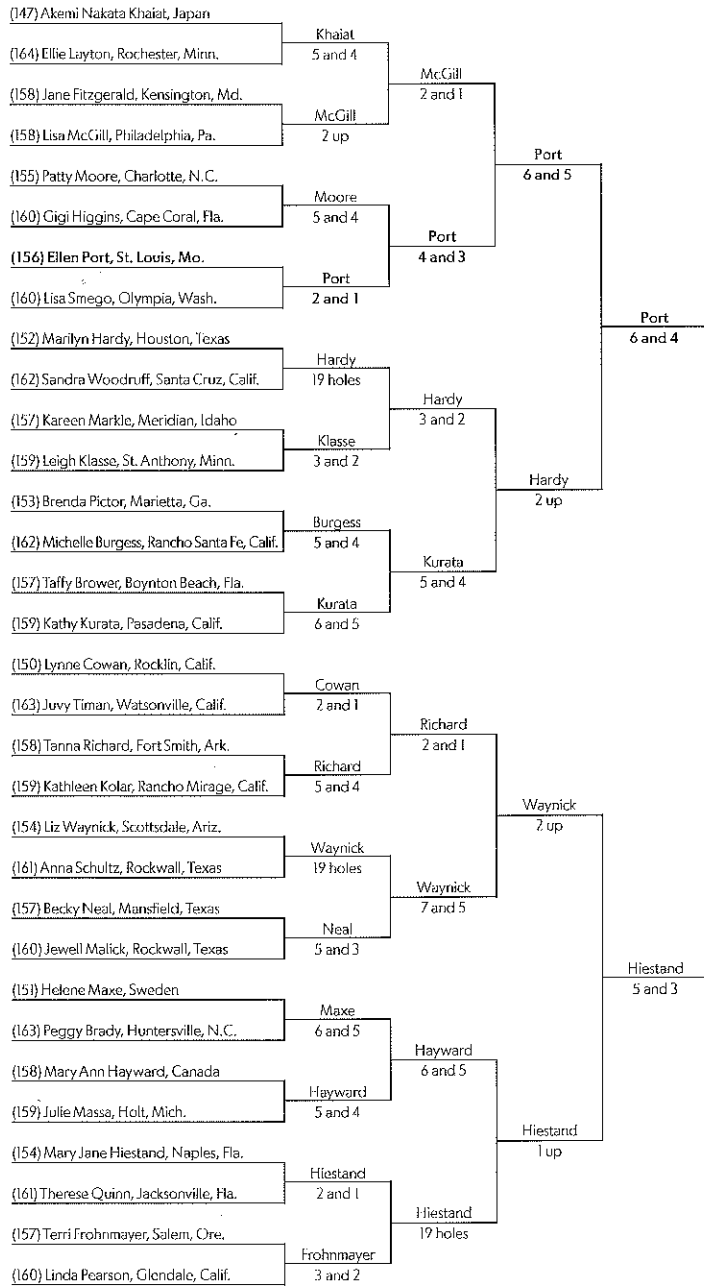 (147) Akemi Nakata Khaiat, Japan
(164) Ellie Layton, Rochester, Minn.
(158) Jane Fitzgerald, Kensington, Md.
(158) Lisa McGill, Philadelphia, Pa.
(155) Patty Moore, Charlotte, N.C.
(160) Gigi Higgins, Cape Coral, Fla.
(156) Ellen Port, St. Louis, Mo.
(160) Lisa Smego, Olympia, Wash.
(152) Marilyn Hardy, Houston, Texas
(162) Sandra Woodruff, Santa Cruz, Calif.
(157) Kareen Markle, Meridian, Idaho
(159) Leigh Klasse, St. Anthony, Minn.
(153) Brenda Pictor, Marietta, Ga.
(162) Michelle Burgess, Rancho Santa Fe, Calif.
(157) Taffy Brower, Boynton Beach, Fla.
(159) Kathy Kurata, Pasadena, Calif.
(150) Lynne Cowan, Rocklin, Calif.
(163) Juvy Timan, Watsonville, Calif.
(158) Tanna Richard, Fort Smith, Ark.
(159) Kathleen Kolar, Rancho Mirage, Calif.
(154) Liz Waynick, Scottsdale, Ariz.
(161) Anna Schultz, Rockwall, Texas
(157) Becky Neal, Mansfield, Texas
(160) Jewell Malick, Rockwall, Texas
(151) Helene Maxe, Sweden
(163) Peggy Brady, Huntersville, N.C.
(158) Mary Ann Hayward, Canada
(159) Julie Massa, Holt, Mich.
(154) Mary Jane Hiestand, Naples, Fla.
(161) Therese Quinn, Jacksonville, Fla.
(157) Terri Frohnmayer, Salem, Ore.
(160) Linda Pearson, Glendale, Calif.
Khaiat
5 and 4
McGill
2 up
Moore
5 and 4
Port
2 and 1
Hardy
19 holes
Klasse
3 and 2
Burgess
5 and 4
Kurata
6 and 5
Cowan
2 and 1
Richard
5 and 4
Waynick
19 holes
Neal
5 and 3
Maxe
6 and 5
Hayward
5 and 4
Hiestand
2 and 1
Frohnmayer
3 and 2
McGill
2 and 1
Port
4 and 3
Hardy
3 and 2
Kurata
5 and 4
Richard
2 and 1
Waynick
7 and 5
Hayward
6 and 5
Hiestand
19 holes
Port
6 and 5
Hardy
2 up
Waynick
2 up
Hiestand
1 up
Port
6 and 4
Hiestand
5 and 3